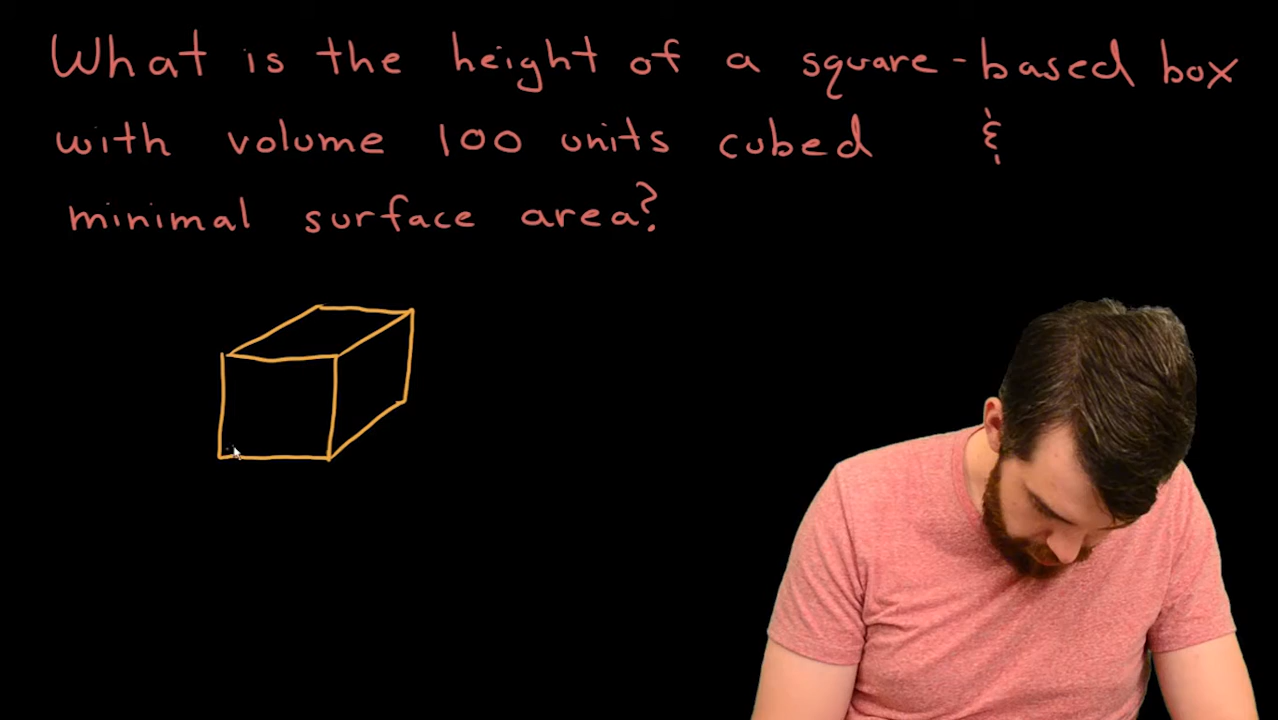 What is the height of a square-based box
with volume 100 units cubed &
minimal surface area?